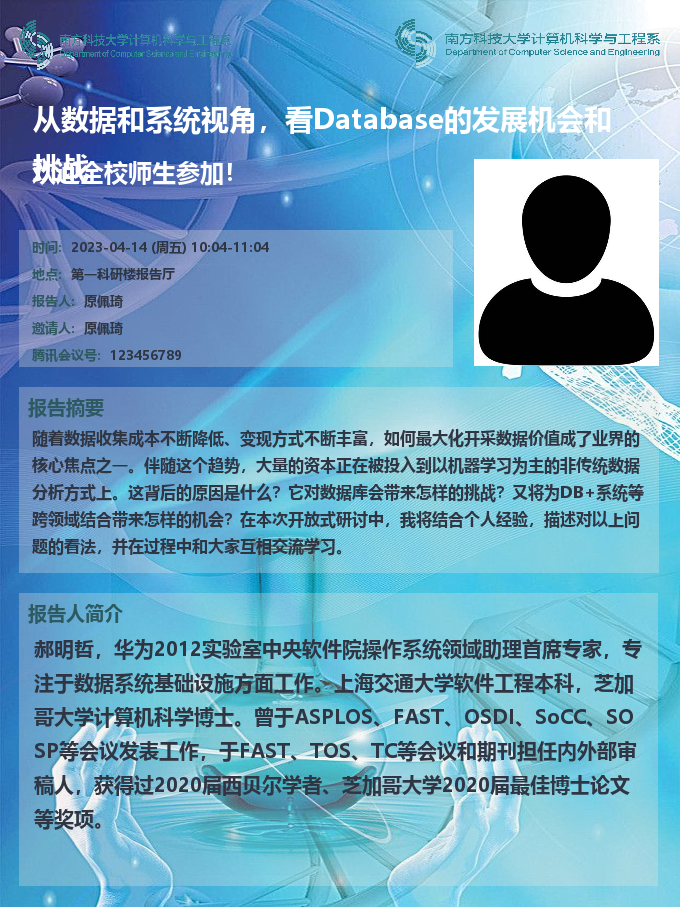 南方科技大学计算机科学与工程系
Department of Computer Science and Engineering
南方科技大学计算机科学与工程系
Department of Computer Science and Engineering
从数据和系统视角，看Database的发展机会和
挑战
欢迎全校师生参加！
时间：2023-04-14 (周五) 10:04-11:04
地点：第一科研楼报告厅
报告人：原佩琦
邀请人：原佩琦
腾讯会议号：123456789
报告摘要
随着数据收集成本不断降低、变现方式不断丰富，如何最大化开采数据价值成了业界的
核心焦点之一。伴随这个趋势，大量的资本正在被投入到以机器学习为主的非传统数据
分析方式上。这背后的原因是什么？它对数据库会带来怎样的挑战？又将为DB+系统等
跨领域结合带来怎样的机会？在本次开放式研讨中，我将结合个人经验，描述对以上问
题的看法，并在过程中和大家互相交流学习。
报告人简介
郝明哲，华为2012实验室中央软件院操作系统领域助理首席专家，专
注于数据系统基础设施方面工作。上海交通大学软件工程本科，芝加
哥大学计算机科学博士。曾于ASPLOS、FAST、OSDI、SoCC、SO
SP等会议发表工作，于FAST、TOS、TC等会议和期刊担任内外部审
稿人，获得过2020届西贝尔学者、芝加哥大学2020届最佳博士论文
等奖项。